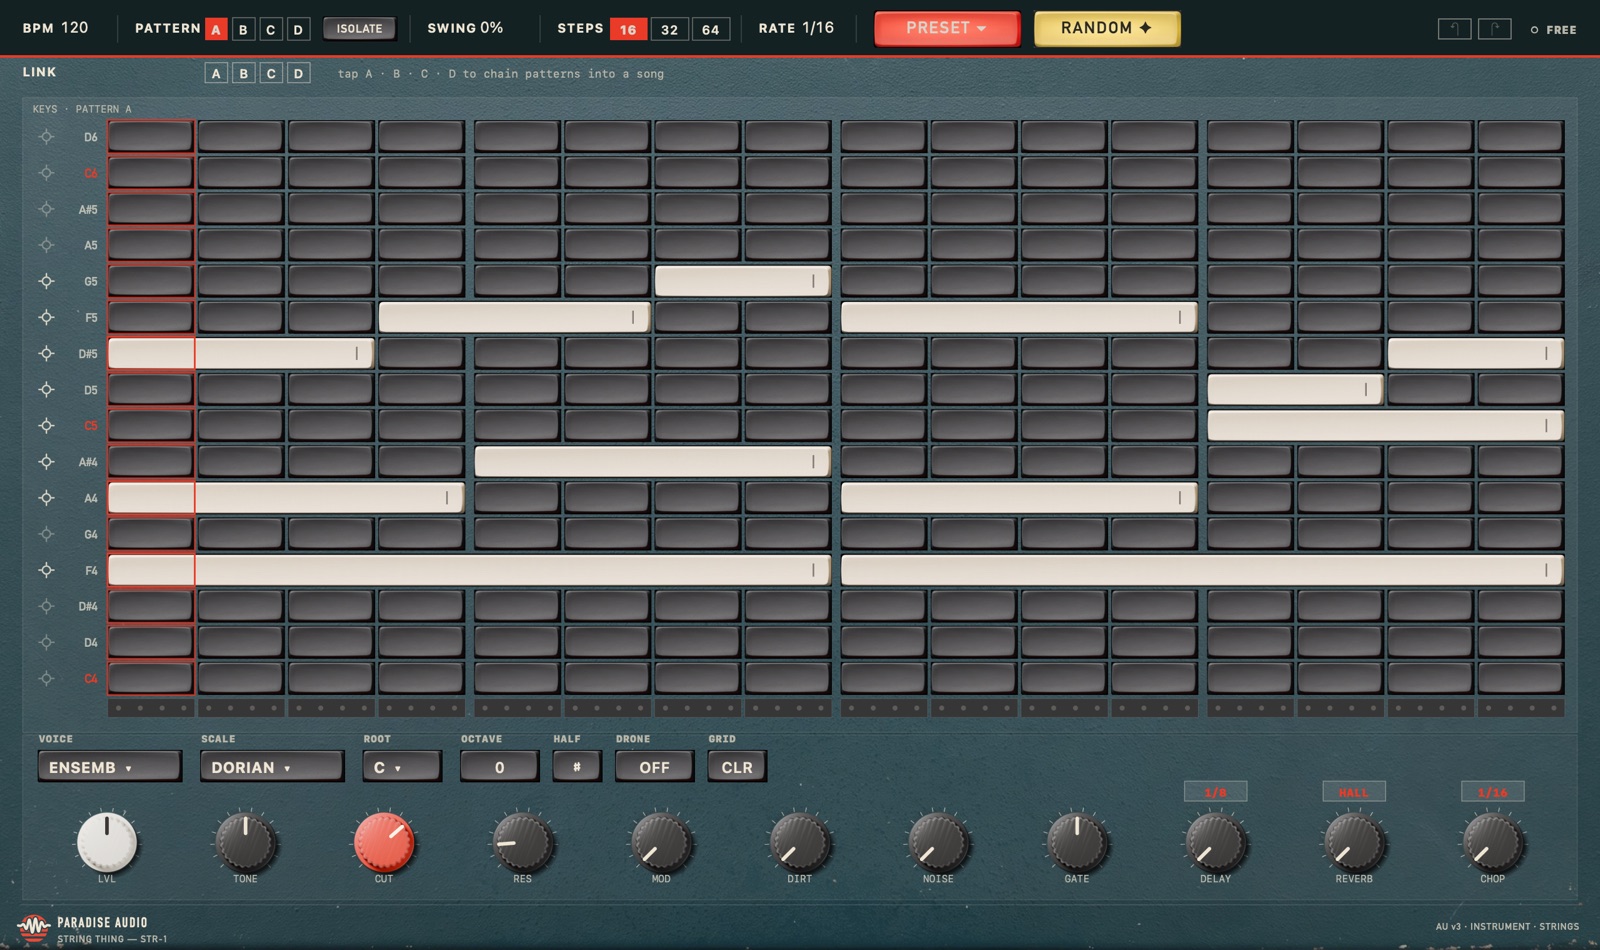 BPM 120 PATTERN A B C D ISOLATE SWING 0% STEPS 16 32 64 RATE 1/16 PRESET RANDOM FREE
LINK A B C D tap A · B · C · D to chain patterns into a song
KEYS · PATTERN A
D6
C6
A#5
A5
G5
F5
D#5
D5
C5
A#4
A4
G4
F4
D#4
D4
C4
VOICE SCALE ROOT OCTAVE HALF DRONE GRID
ENSEMB DORIAN C 0 # OFF CLR
1/8 HALL 1/16
LVL TONE CUT RES MOD DIRT NOISE GATE DELAY REVERB CHOP
PARADISE AUDIO
STRING THING — STR-1
AU v3 · INSTRUMENT · STRINGS